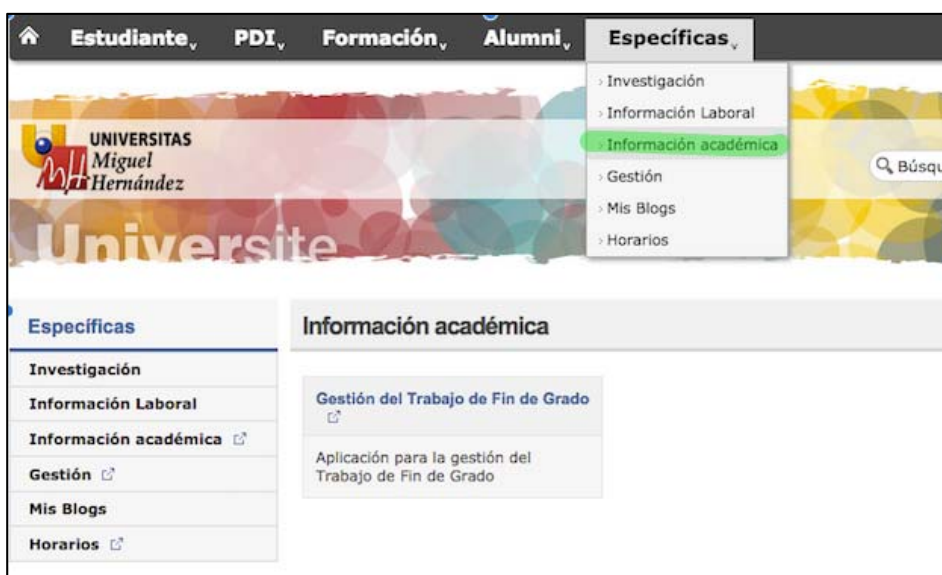 Estudiante PDI Formación Alumni Específicas
Investigación
Información Laboral
Información académica
Gestión
Mis Blogs
Horarios
UNIVERSITAS
Miguel
Hernández
Búsqu
Universite
Específicas
Investigación
Información Laboral
Información académica
Gestión
Mis Blogs
Horarios
Información académica
Gestión del Trabajo de Fin de Grado
Aplicación para la gestión del
Trabajo de Fin de Grado